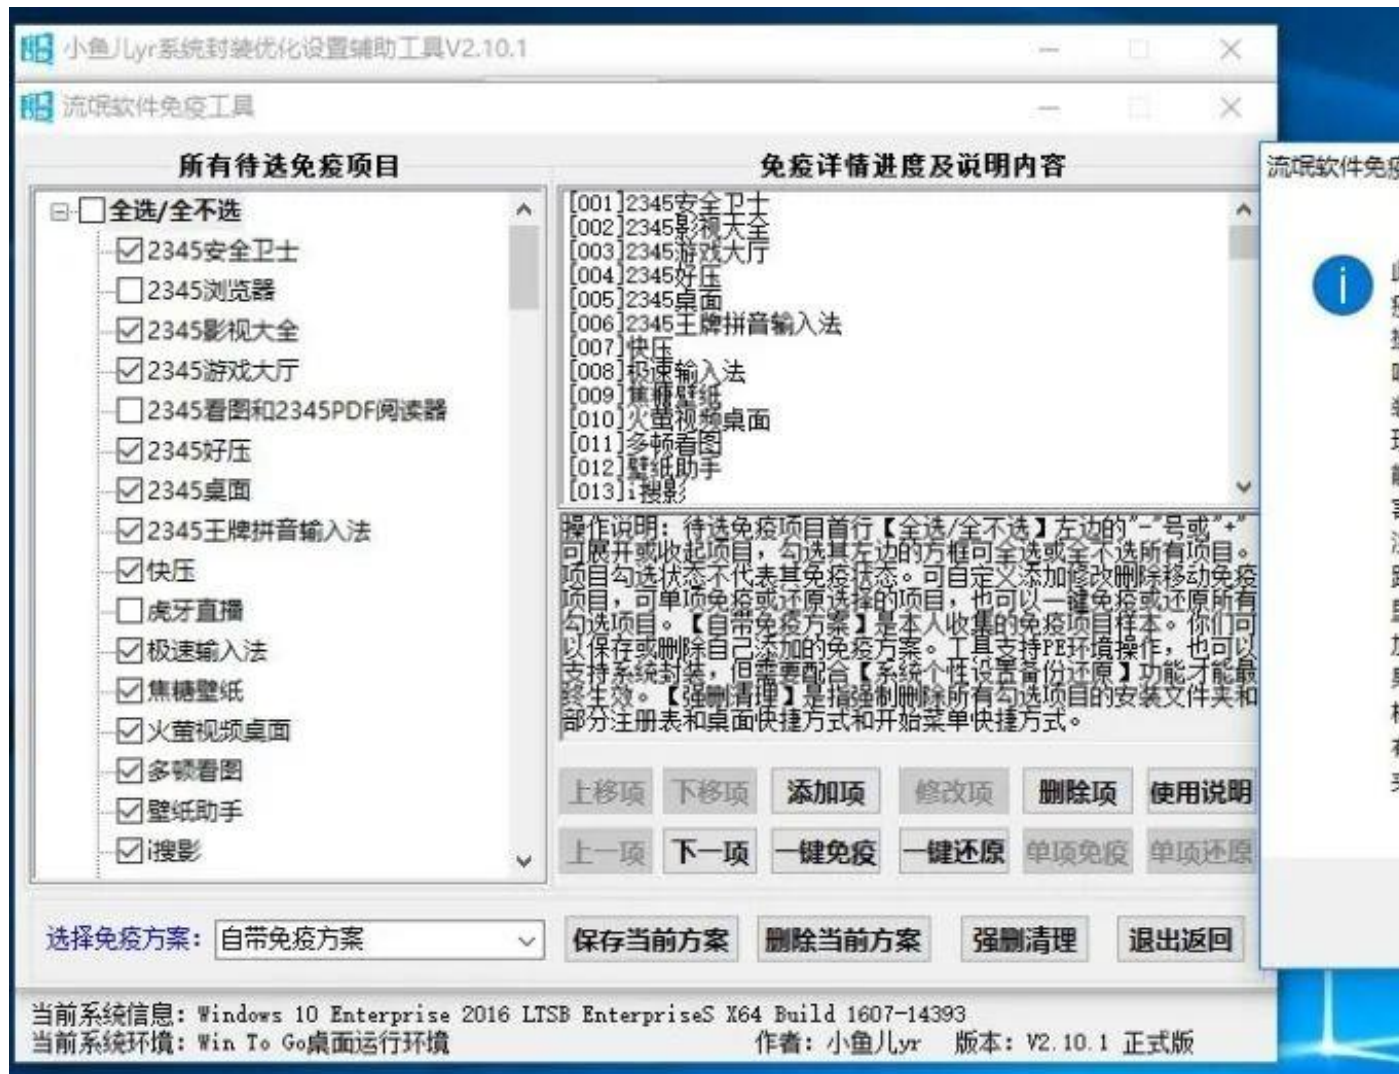 小鱼儿yr系统封装优化设置辅助工具V2.10.1
流氓软件免疫工具
所有待选免疫项目
全选/全不选
2345安全卫士
2345浏览器
2345影视大全
2345游戏大厅
2345看图和2345PDF阅读器
2345好压
2345桌面
2345王牌拼音输入法
快压
虎牙直播
极速输入法
焦糖壁纸
火萤视频桌面
多顿看图
壁纸助手
i搜影
免疫详情进度及说明内容
[001]2345安全卫士
[002]2345影视大全
[003]2345游戏大厅
[004]2345好压
[005]2345桌面
[006]2345王牌拼音输入法
[007]快压
[008]极速输入法
[009]焦糖壁纸
[010]火萤视频桌面
[011]多顿看图
[012]壁纸助手
[013]i搜影
操作说明：待选免疫项目首行【全选/全不选】左边的"-"号或"+"
可展开或收起项目，勾选其左边的方框可全选或全不选所有项目。
项目勾选状态不代表其免疫状态。可自定义添加修改删除移动免疫
项目，可单项免疫或还原选择的项目，也可以一键免疫或还原所有
勾选项目。【自带免疫方案】是本人收集的免疫项目样本。你们可
以保存或删除自己添加的免疫方案。工具支持PE环境操作，也可以
支持系统封装，但需要配合【系统个性设置备份还原】功能才能最
终生效。【强删清理】是指强制删除所有勾选项目的安装文件夹和
部分注册表和桌面快捷方式和开始菜单快捷方式。
上移项 下移项 添加项 修改项 删除项 使用说明
上一项 下一项 一键免疫 一键还原 单项免疫 单项还原
选择免疫方案： 自带免疫方案 保存当前方案 删除当前方案 强删清理 退出返回
当前系统信息：Windows 10 Enterprise 2016 LTSB EnterpriseS X64 Build 1607-14393
当前系统环境：Win To Go桌面运行环境 作者：小鱼儿yr 版本：V2.10.1 正式版
流氓软件免疫